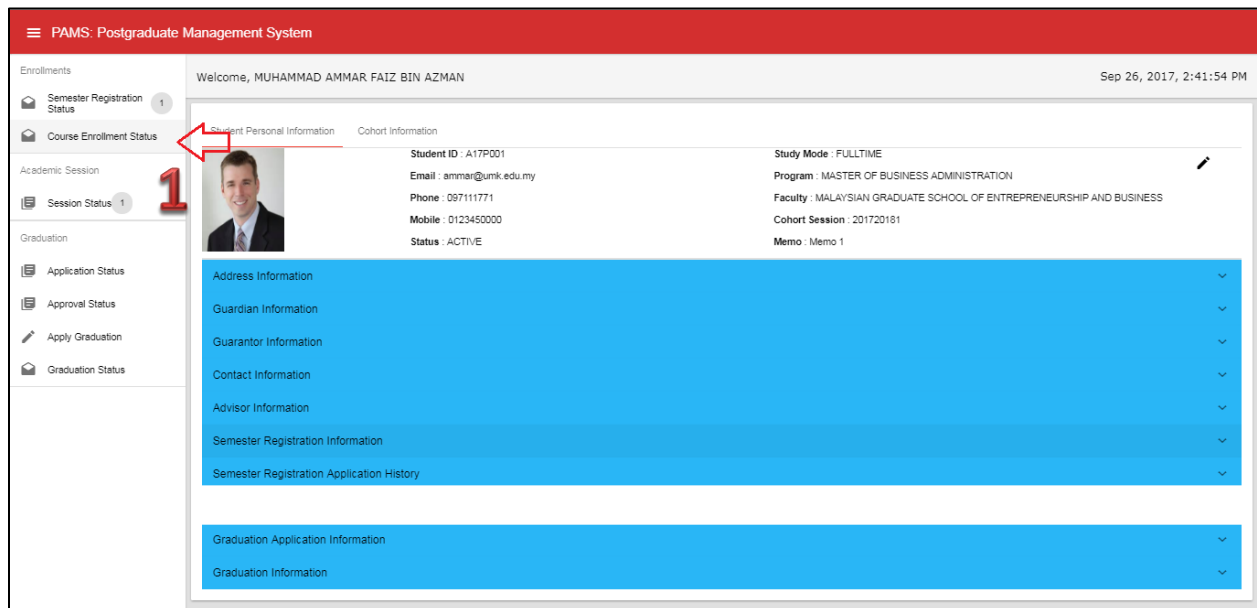 PAMS: Postgraduate Management System
Enrollments
Semester Registration
Status
1
Course Enrollment Status
Academic Session
Session Status 1
1
Graduation
Application Status
Approval Status
Apply Graduation
Graduation Status
Welcome, MUHAMMAD AMMAR FAIZ BIN AZMAN
Sep 26, 2017, 2:41:54 PM
Student Personal Information Cohort Information
Student ID : A17P001
Email : ammar@umk.edu.my
Phone : 097111771
Mobile : 0123450000
Status : ACTIVE
Study Mode : FULLTIME
Program : MASTER OF BUSINESS ADMINISTRATION
Faculty : MALAYSIAN GRADUATE SCHOOL OF ENTREPRENEURSHIP AND BUSINESS
Cohort Session : 201720181
Memo : Memo 1
Address Information
Guardian Information
Guarantor Information
Contact Information
Advisor Information
Semester Registration Information
Semester Registration Application History
Graduation Application Information
Graduation Information